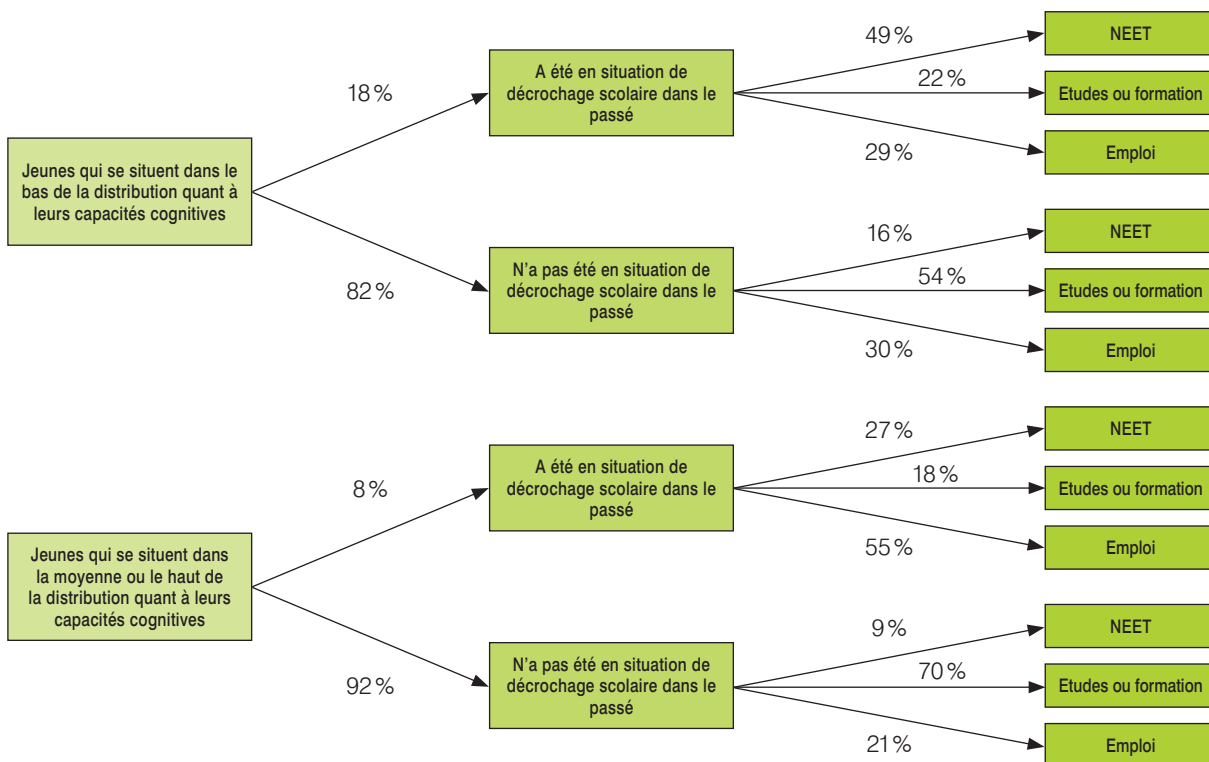 49 %
NEET
A été en situation de
décrochage scolaire dans le
passé
18 %
22 %
Etudes ou formation
29 %
Emploi
Jeunes qui se situent dans le
bas de la distribution quant à
leurs capacités cognitives
16 %
NEET
N'a pas été en situation de
décrochage scolaire dans le
passé
82 %
54 %
Etudes ou formation
30 %
Emploi
27 %
NEET
A été en situation de
décrochage scolaire dans le
passé
8 %
18 %
Etudes ou formation
55 %
Emploi
Jeunes qui se situent dans
la moyenne ou le haut de
la distribution quant à leurs
capacités cognitives
9 %
NEET
N'a pas été en situation de
décrochage scolaire dans le
passé
92 %
70 %
Etudes ou formation
21 %
Emploi